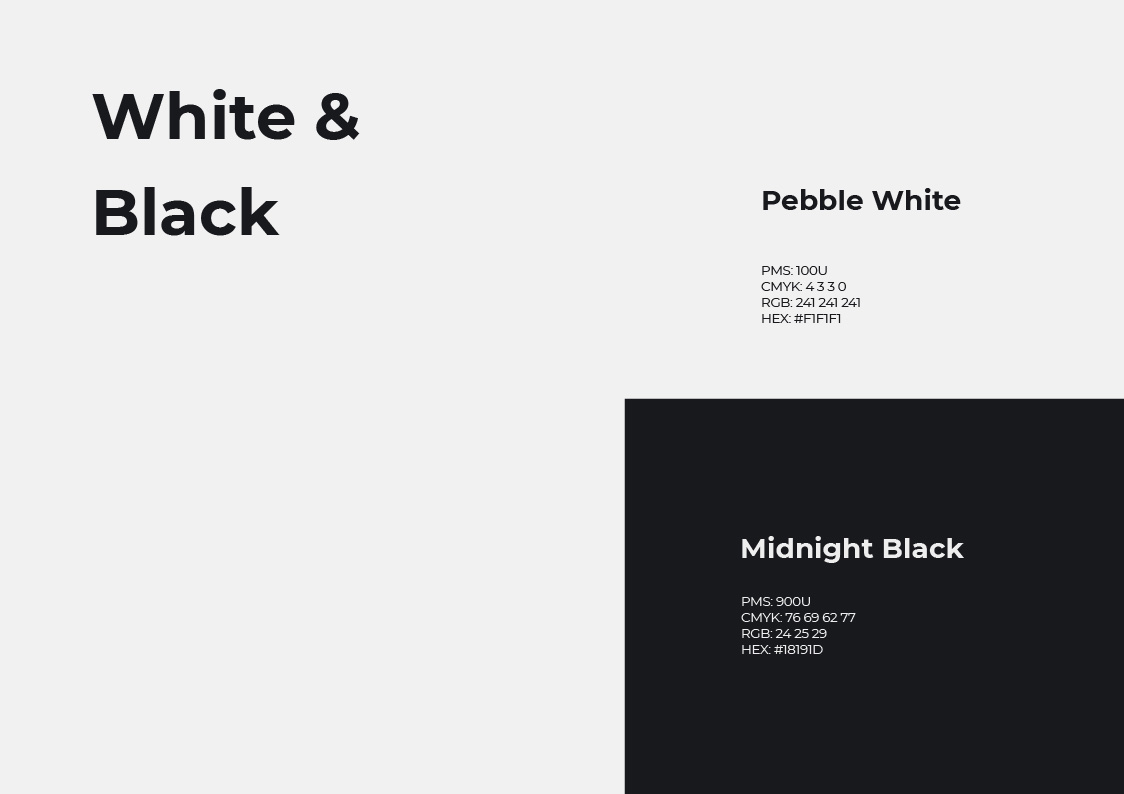 White &
Black
Pebble White
PMS: 100U
CMYK: 4 3 3 0
RGB: 241 241 241
HEX: #F1F1F1
Midnight Black
PMS: 900U
CMYK: 76 69 62 77
RGB: 24 25 29
HEX: #18191D